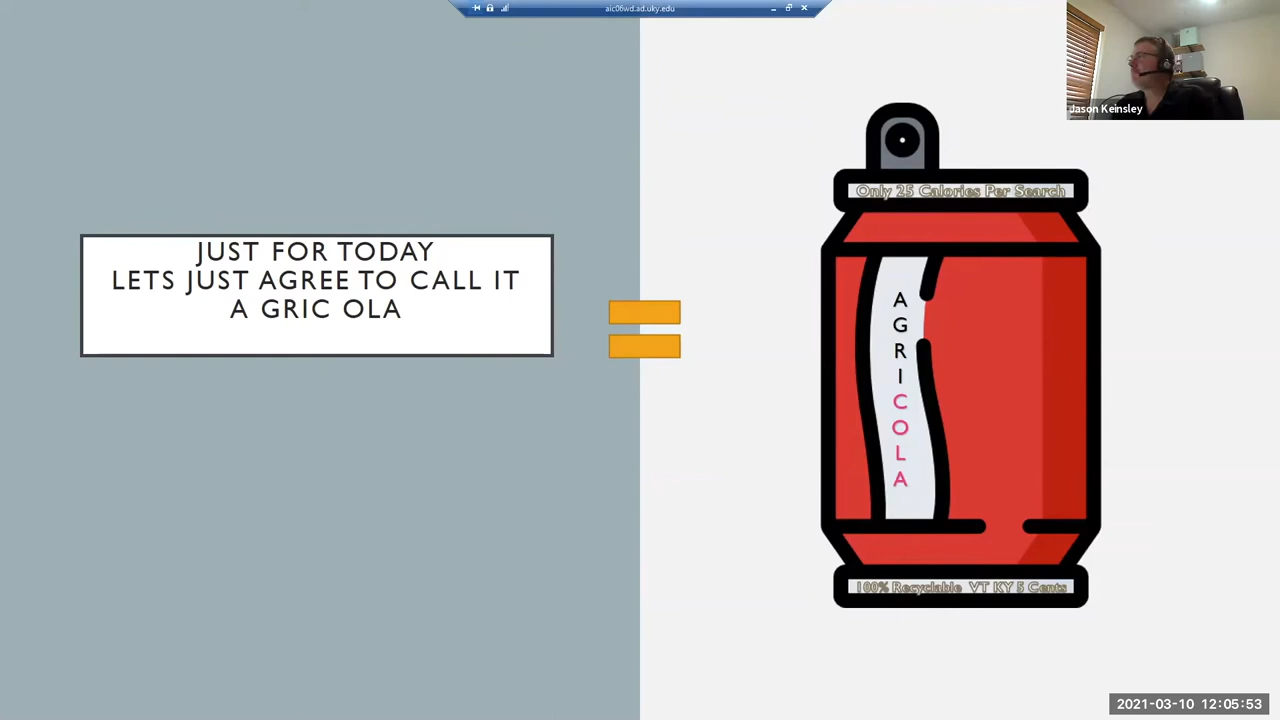 aic06wd.ad.uky.edu
Jason Keinsley
JUST FOR TODAY
LETS JUST AGREE TO CALL IT
A GRIC OLA
Only 25 Calories Per Search
A
G
R
I
C
O
L
A
100% Recyclable VT KY 5 Cents
2021-03-10 12:05:53